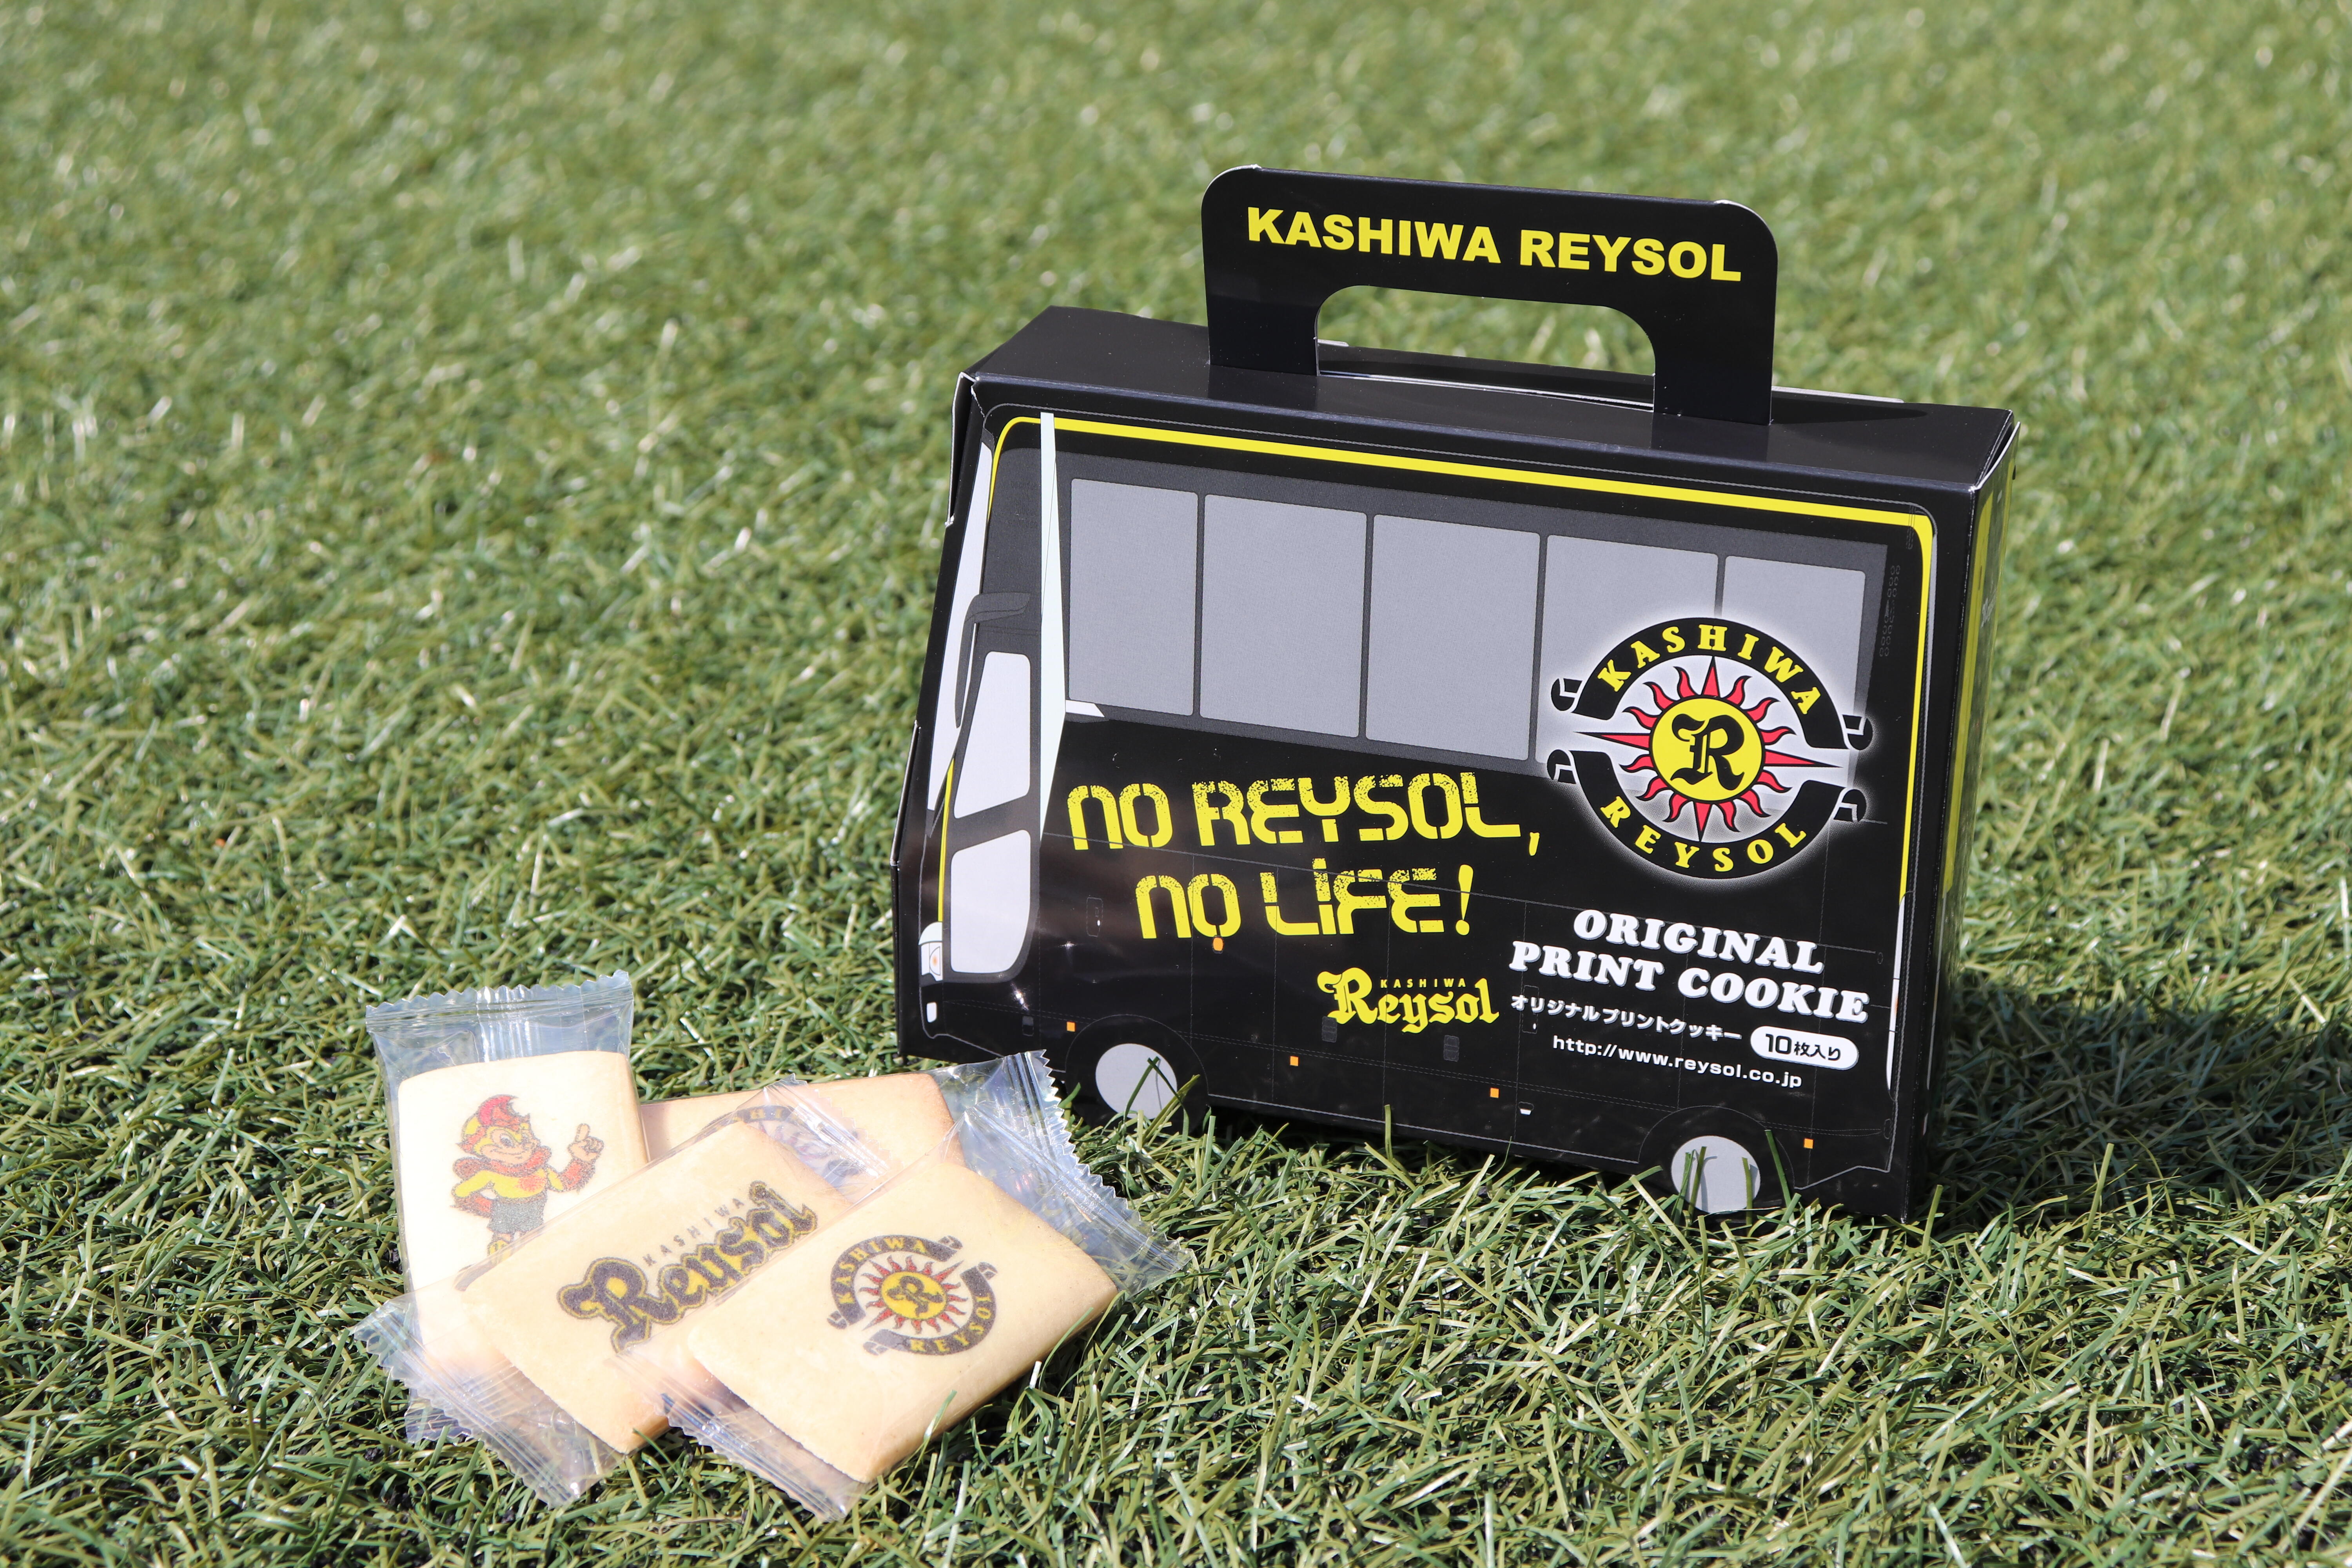 KASHIWA REYSOL
KASHIWA
R
REYSOL
NO REYSOL,
NO LIFE!
KASHIWA
Reysol
ORIGINAL
PRINT COOKIE
オリジナルプリントクッキー 10枚入り
http://www.reysol.co.jp
KASHIWA
Reysol
KASHIWA
R
REYSOL